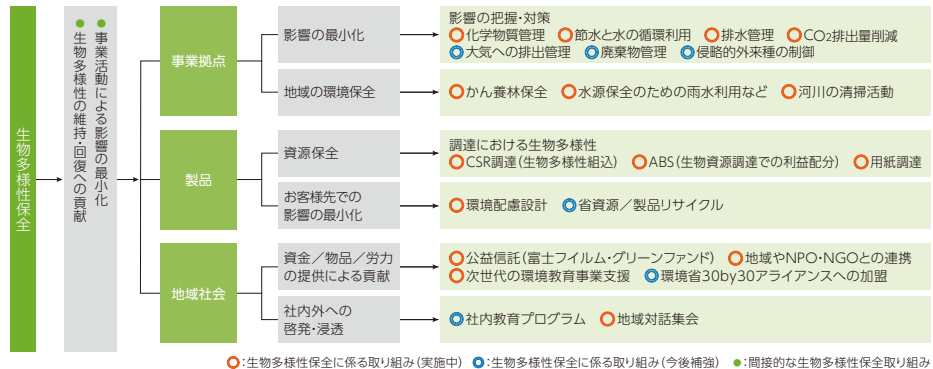 生物多様性保全
● 事業活動による影響の最小化
● 生物多様性の維持・回復への貢献
事業拠点
影響の最小化
影響の把握・対策
◯化学物質管理 ◯節水と水の循環利用 ◯排水管理 ◯CO2排出量削減
◎大気への排出管理 ◎廃棄物管理 ◎侵略的外来種の制御
地域の環境保全
◯かん養林保全 ◯水源保全のための雨水利用など ◯河川の清掃活動
製品
資源保全
調達における生物多様性
◯CSR調達(生物多様性組込) ◯ABS(生物資源調達での利益配分) ◯用紙調達
お客様先での
影響の最小化
◯環境配慮設計 ◎省資源/製品リサイクル
地域社会
資金/物品/労力
の提供による貢献
◯公益信託(富士フイルム・グリーンファンド) ◯地域やNPO・NGOとの連携
◯次世代の環境教育事業支援 ◎環境省30by30アライアンスへの加盟
社内外への
啓発・浸透
◎社内教育プログラム ◯地域対話集会
◯:生物多様性保全に係る取り組み(実施中) ◎:生物多様性保全に係る取り組み(今後補強) ●:間接的な生物多様性保全取り組み